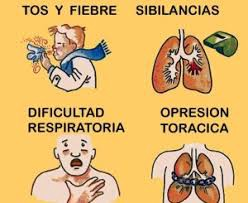 TOS Y FIEBRE
SIBILANCIAS
DIFICULTAD
RESPIRATORIA
OPRESION
TORACICA